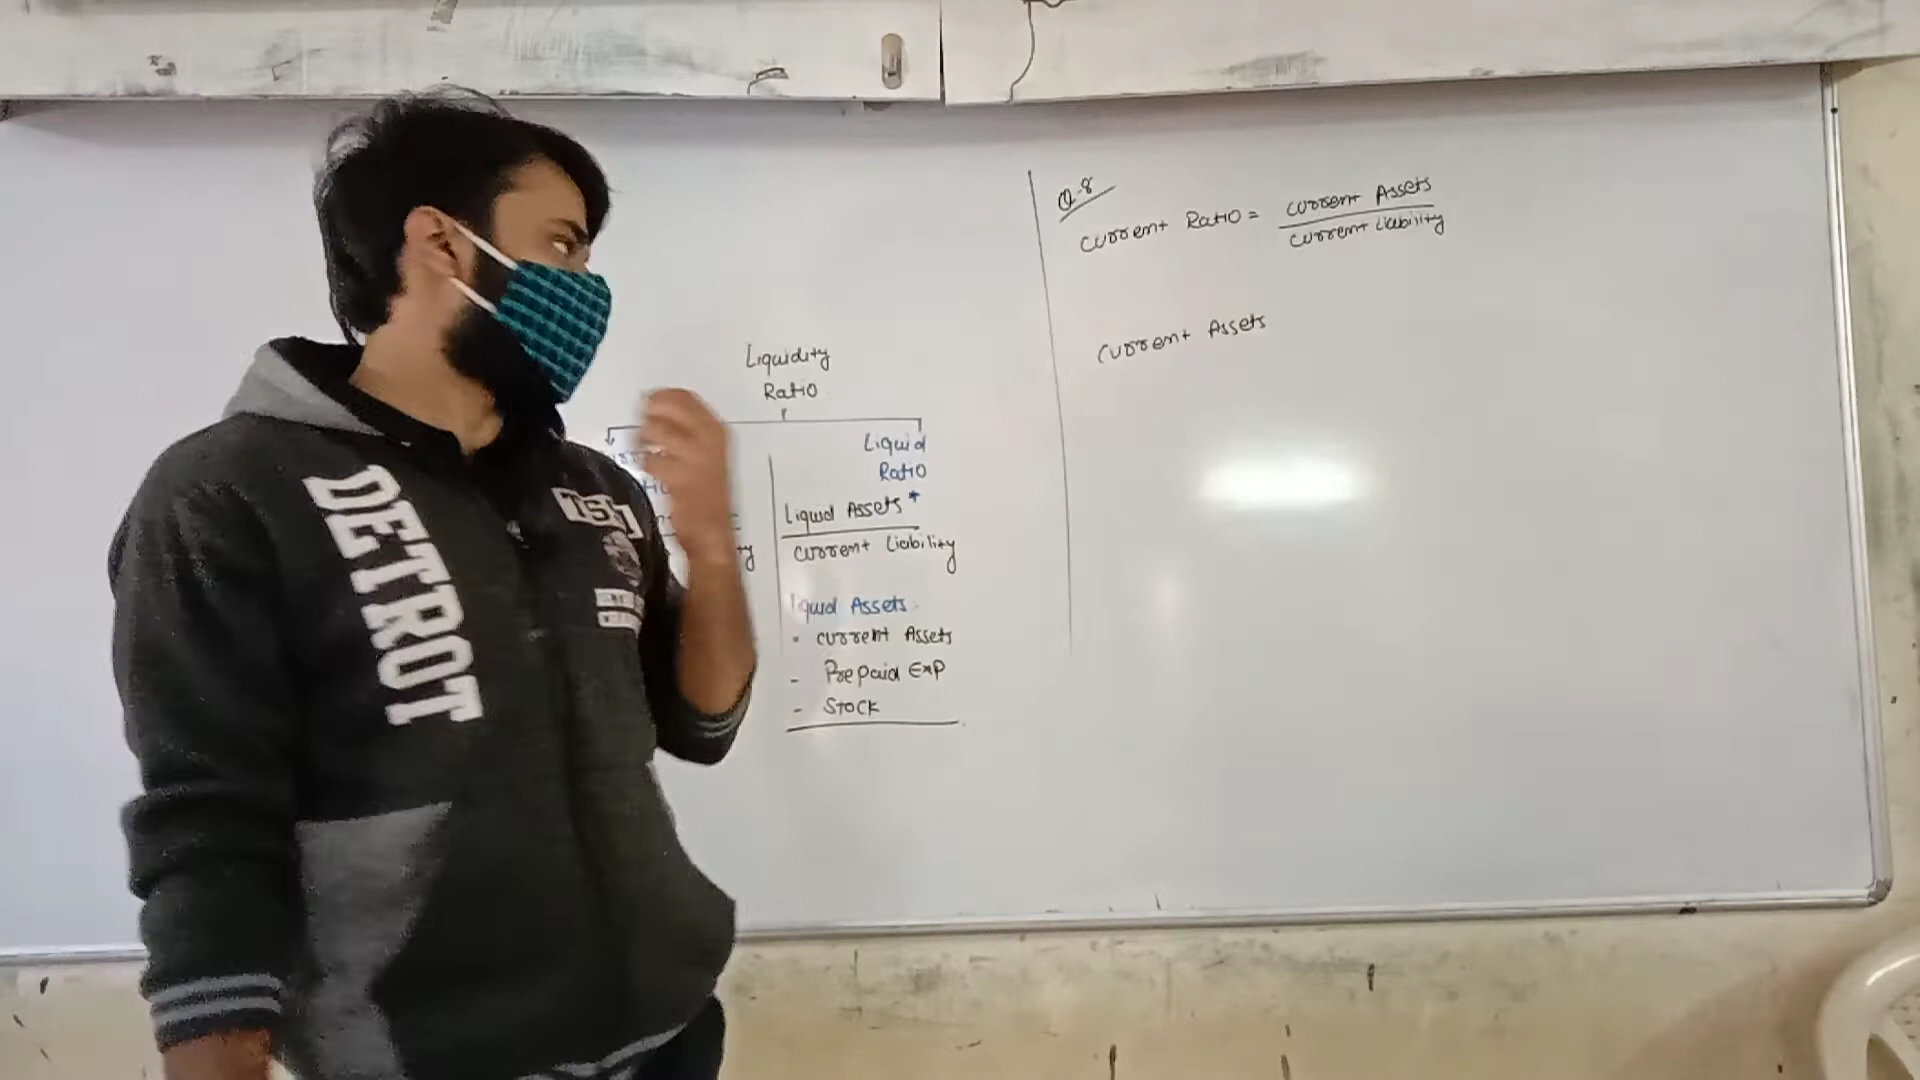 Liquidity
Ratio
Liquid
Ratio
Liquid Assets *
Current Liability
Liquid Assets :
• Current Assets
- Prepaid Exp
- Stock
Q-8
Current Ratio = Current Assets
Current Liability
Current Assets
DETROIT